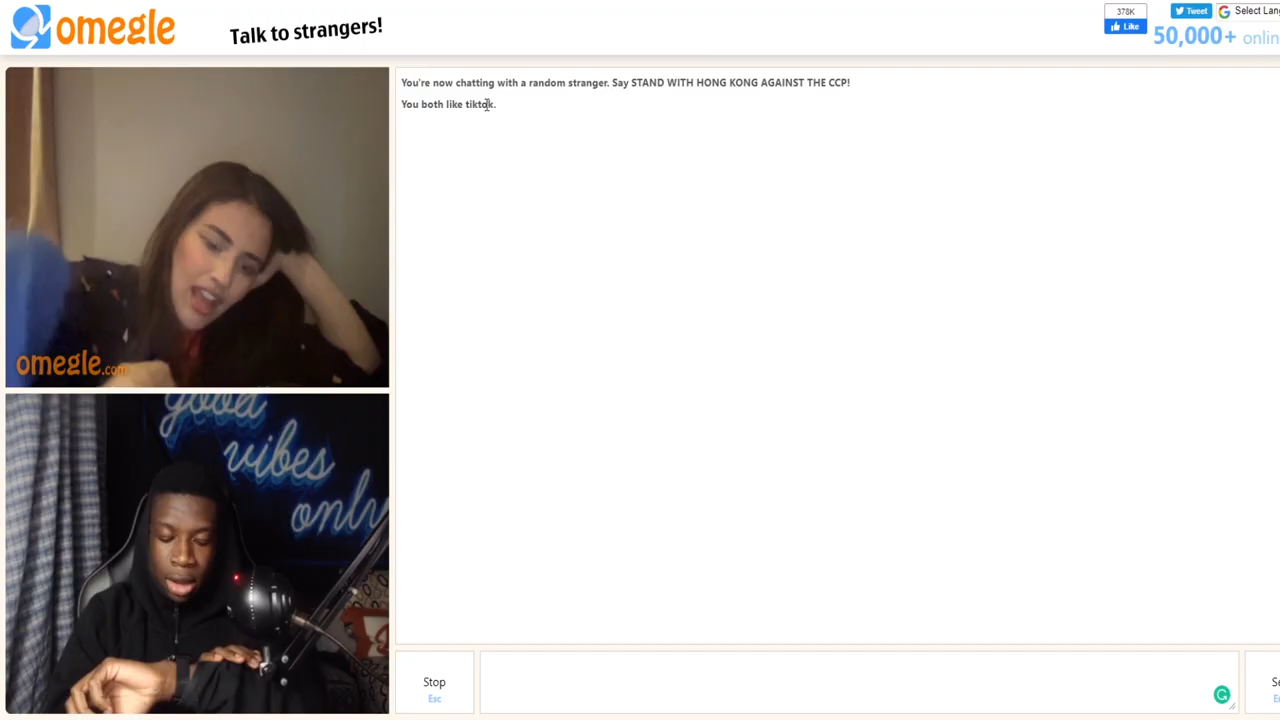 omegle
Talk to strangers!
378K
Like
Tweet
Select Lan
50,000+ onlin
You're now chatting with a random stranger. Say STAND WITH HONG KONG AGAINST THE CCP!
You both like tiktok.
omegle.com
good
vibes
only
Stop
Esc